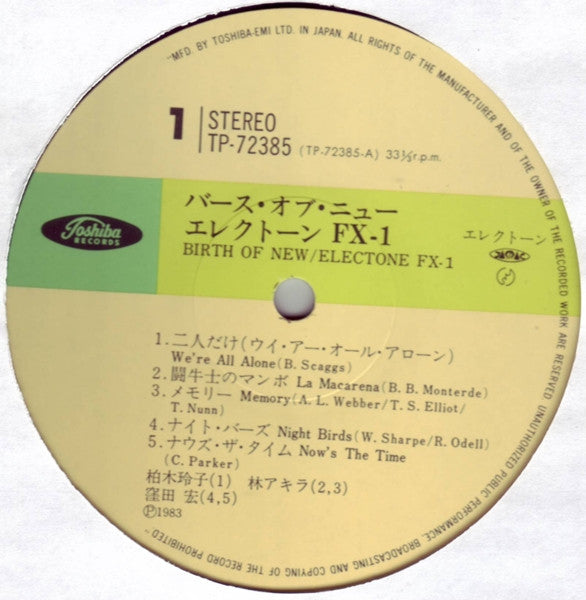 "MFD. BY TOSHIBA-EMI LTD. IN JAPAN. ALL RIGHTS OF THE MANUFACTURER AND OF THE OWNER OF THE RECORDED WORK ARE RESERVED. UNAUTHORIZED PUBLIC PERFORMANCE, BROADCASTING AND COPYING OF THE RECORD PROHIBITED"
1
STEREO
TP-72385 (TP-72385-A) 33⅓r.p.m.
Toshiba
RECORDS
バース・オブ・ニュー
エレクトーン FX-1
BIRTH OF NEW/ELECTONE FX-1
エレクトーン
1.二人だけ(ウイ・アー・オール・アローン)
We're All Alone(B. Scaggs)
2.闘牛士のマンボ La Macarena(B. B. Monterde)
3.メモリー Memory(A. L. Webber/T. S. Elliot/
T. Nunn)
4.ナイト・バーズ Night Birds(W. Sharpe/R. Odell)
5.ナウズ・ザ・タイム Now's The Time
(C. Parker)
柏木玲子(1) 林アキラ(2,3)
窪田 宏(4,5)
Ⓟ1983